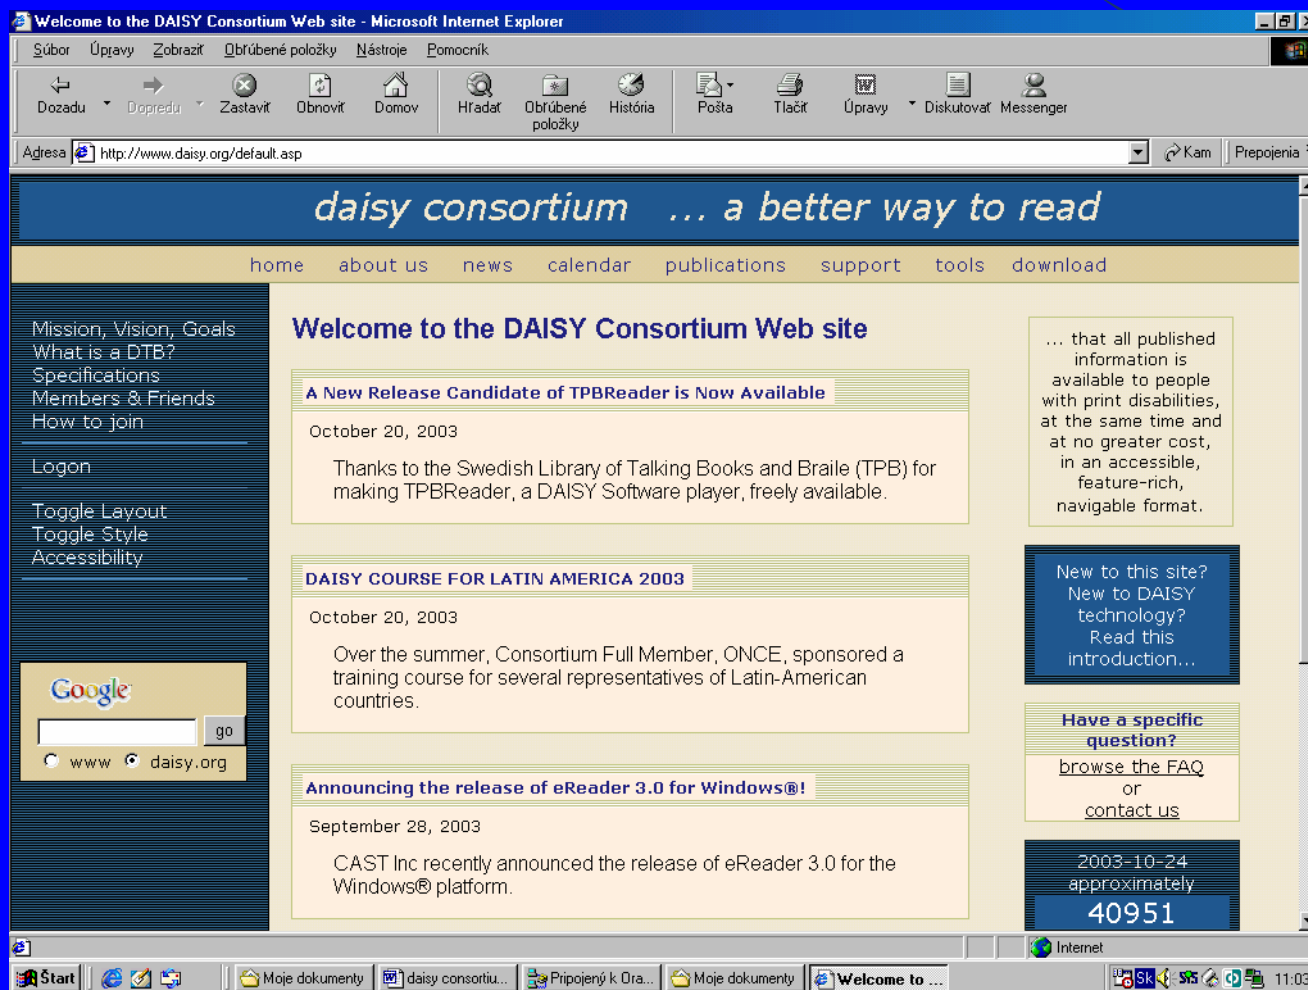 Welcome to the DAISY Consortium Web site - Microsoft Internet Explorer
Súbor Úpravy Zobraziť Obľúbené položky Nástroje Pomocník
Dozadu Dopredu Zastaviť Obnoviť Domov Hľadať Obľúbené položky História Pošta Tlačiť Úpravy Diskutovať Messenger
Adresa http://www.daisy.org/default.asp Kam Prepojenia
daisy consortium ... a better way to read
home about us news calendar publications support tools download
Mission, Vision, Goals
What is a DTB?
Specifications
Members & Friends
How to join
Logon
Toggle Layout
Toggle Style
Accessibility
Google
go
www daisy.org
Welcome to the DAISY Consortium Web site
A New Release Candidate of TPBReader is Now Available
October 20, 2003
Thanks to the Swedish Library of Talking Books and Braile (TPB) for
making TPBReader, a DAISY Software player, freely available.
DAISY COURSE FOR LATIN AMERICA 2003
October 20, 2003
Over the summer, Consortium Full Member, ONCE, sponsored a
training course for several representatives of Latin-American
countries.
Announcing the release of eReader 3.0 for Windows®!
September 28, 2003
CAST Inc recently announced the release of eReader 3.0 for the
Windows® platform.
... that all published
information is
available to people
with print disabilities,
at the same time and
at no greater cost,
in an accessible,
feature-rich,
navigable format.
New to this site?
New to DAISY
technology?
Read this
introduction...
Have a specific
question?
browse the FAQ
or
contact us
2003-10-24
approximately
40951
Internet
Štart Moje dokumenty daisy consortiu... Pripojený k Ora... Moje dokumenty Welcome to ... Sk 11:03